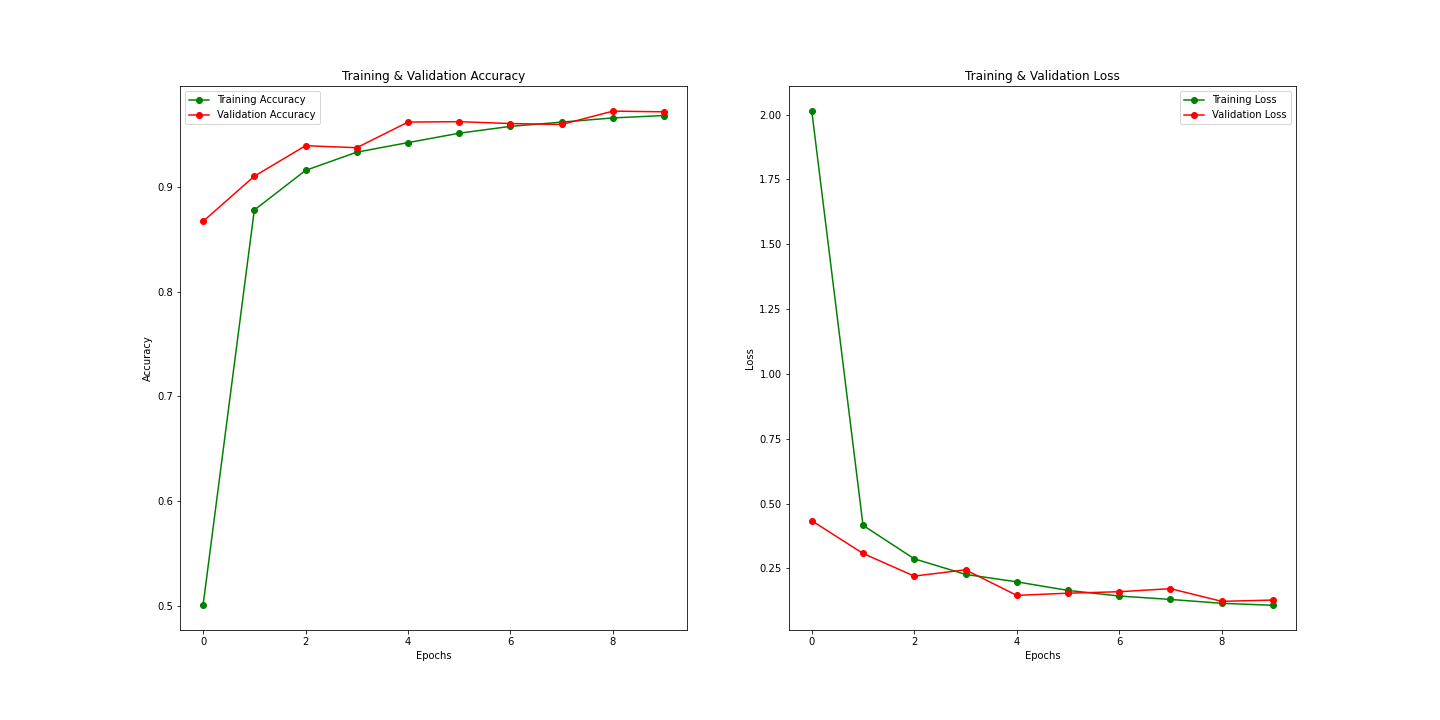 Training & Validation Accuracy
Training Accuracy
Validation Accuracy
0.9
0.8
0.7
0.6
0.5
Accuracy
0 2 4 6 8
Epochs
Training & Validation Loss
Training Loss
Validation Loss
2.00
1.75
1.50
1.25
1.00
0.75
0.50
0.25
Loss
0 2 4 6 8
Epochs